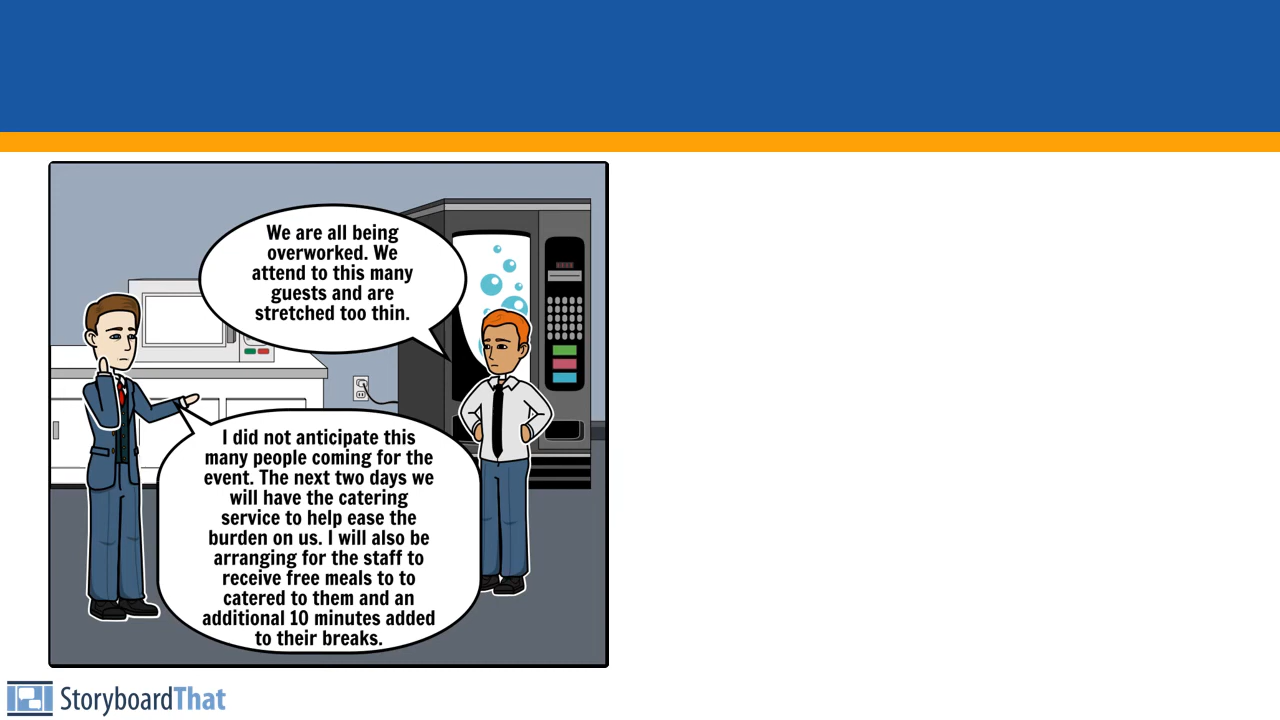 We are all being
overworked. We
attend to this many
guests and are
stretched too thin.
I did not anticipate this
many people coming for the
event. The next two days we
will have the catering
service to help ease the
burden on us. I will also be
arranging for the staff to
receive free meals to to
catered to them and an
additional 10 minutes added
to their breaks.
StoryboardThat